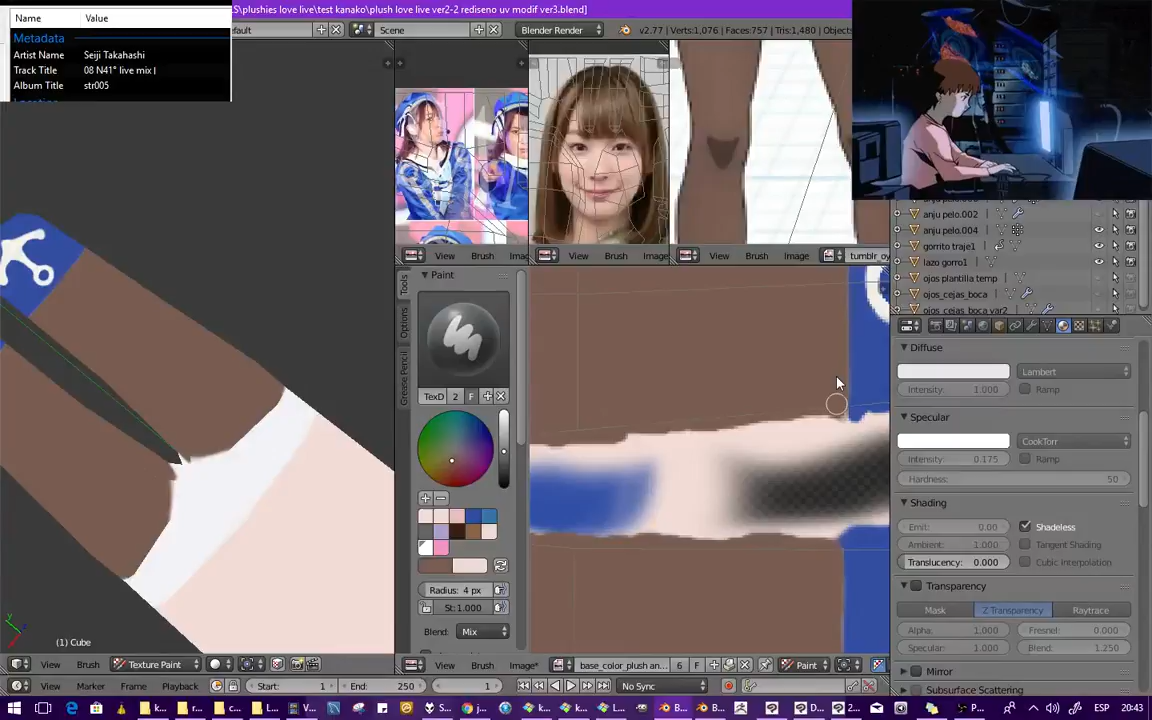 S\plushies love live\test kanako\plush love live ver2-2 rediseno uv modif ver3.blend]
Name Value
Metadata
Artist Name Seiji Takahashi
Track Title 08 N41° live mix |
Album Title str005
efault
Scene
Blender Render
v2.77 | Verts:1,076 | Faces:757 | Tris:1,480 | Objects
anju pelo.002
anju pelo.004
gorrito traje1
lazo gorro1
ojos plantilla temp
ojos_cejas_boca
ojos_cejas_boca var2
View Brush Im
View Brush Image
View Brush Image tumblr_oy
Tools
Options
Grease Pencil
Paint
TexD 2 F
Radius: 4 px
St:1.000
Blend: Mix
Diffuse
Lambert
Intensity: 1.000 Ramp
Specular
CookTorr
Intensity: 0.175 Ramp
Hardness: 50
Shading
Emit: 0.00 Shadeless
Ambient: 1.000 Tangent Shading
Translucency: 0.000 Cubic Interpolation
Transparency
Mask Z Transparency Raytrace
Alpha: 1.000 Fresnel: 0.000
Specular: 1.000 Blend: 1.250
Mirror
Subsurface Scattering
(1) Cube
View Brush Texture Paint
View Brush Image* base_color_plush an... 6 F Paint
View Marker Frame Playback Start: 1 End: 250 1 No Sync
k... r... c... L... V... S... j... k... k... L... B... B... D... 2... P...
ESP 20:43